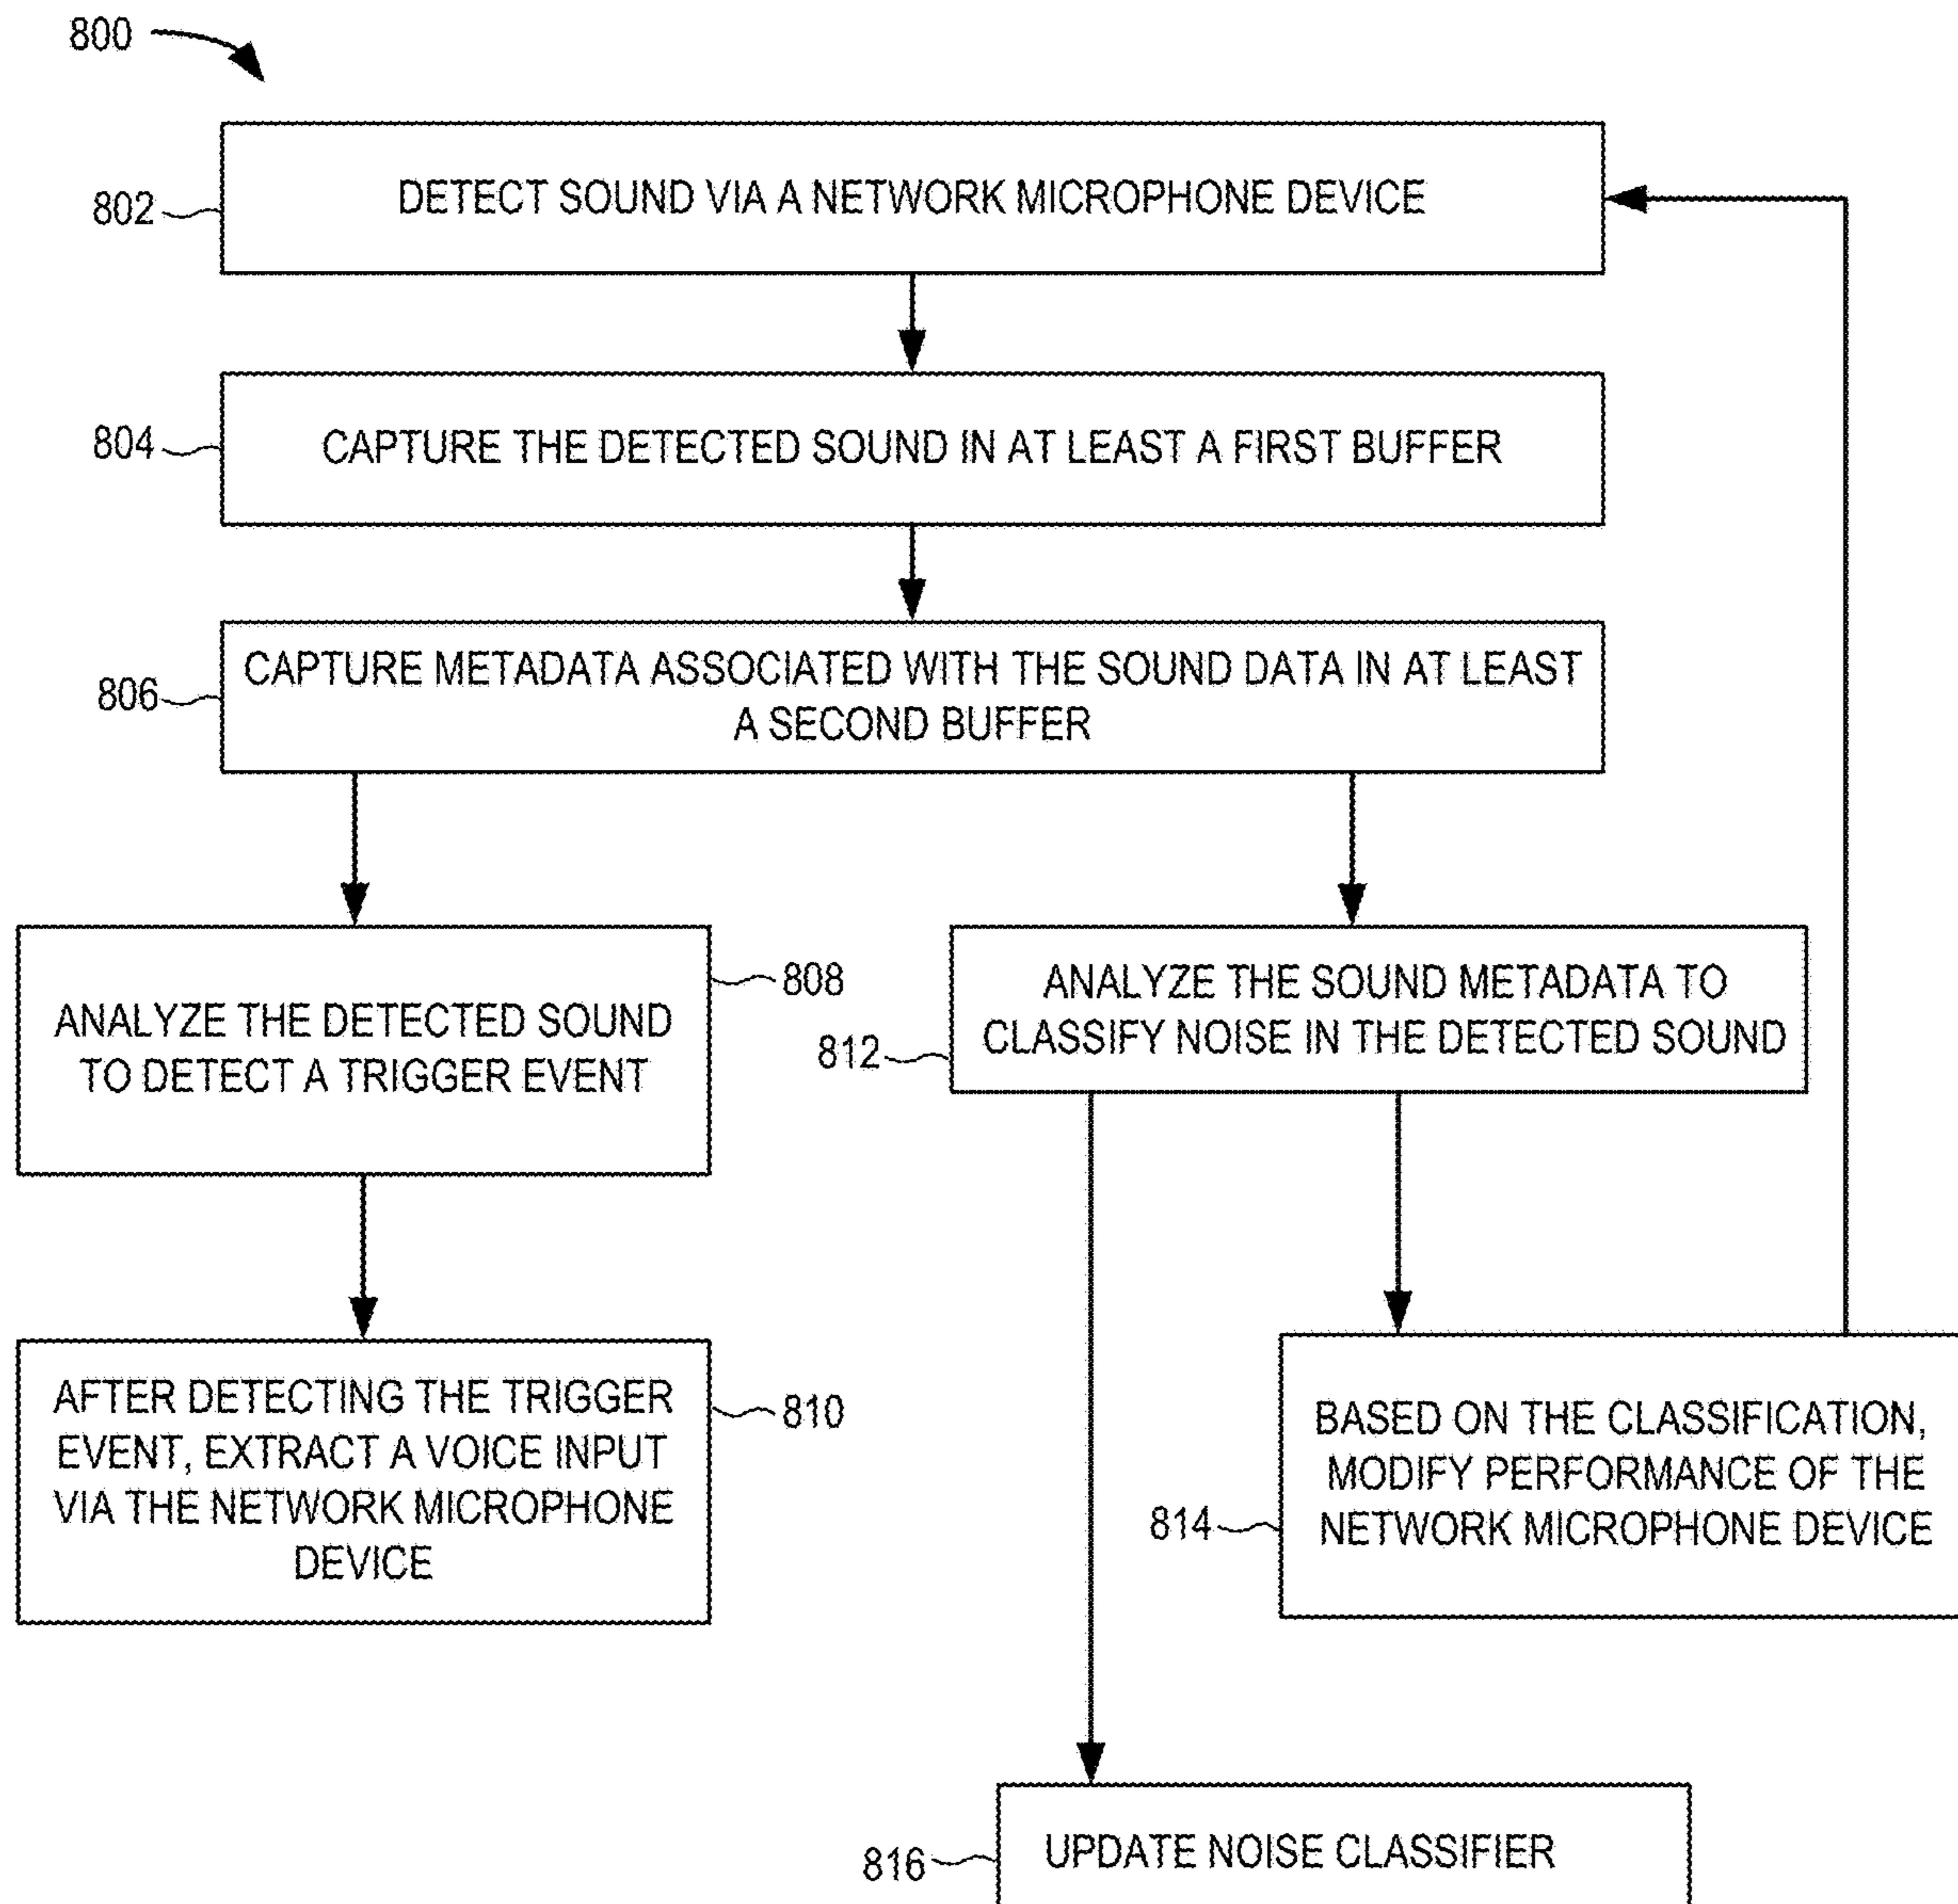 800
802
DETECT SOUND VIA A NETWORK MICROPHONE DEVICE
804
CAPTURE THE DETECTED SOUND IN AT LEAST A FIRST BUFFER
806
CAPTURE METADATA ASSOCIATED WITH THE SOUND DATA IN AT LEAST
A SECOND BUFFER
808
ANALYZE THE DETECTED SOUND
TO DETECT A TRIGGER EVENT
812
ANALYZE THE SOUND METADATA TO
CLASSIFY NOISE IN THE DETECTED SOUND
810
AFTER DETECTING THE TRIGGER
EVENT, EXTRACT A VOICE INPUT
VIA THE NETWORK MICROPHONE
DEVICE
814
BASED ON THE CLASSIFICATION,
MODIFY PERFORMANCE OF THE
NETWORK MICROPHONE DEVICE
816
UPDATE NOISE CLASSIFIER